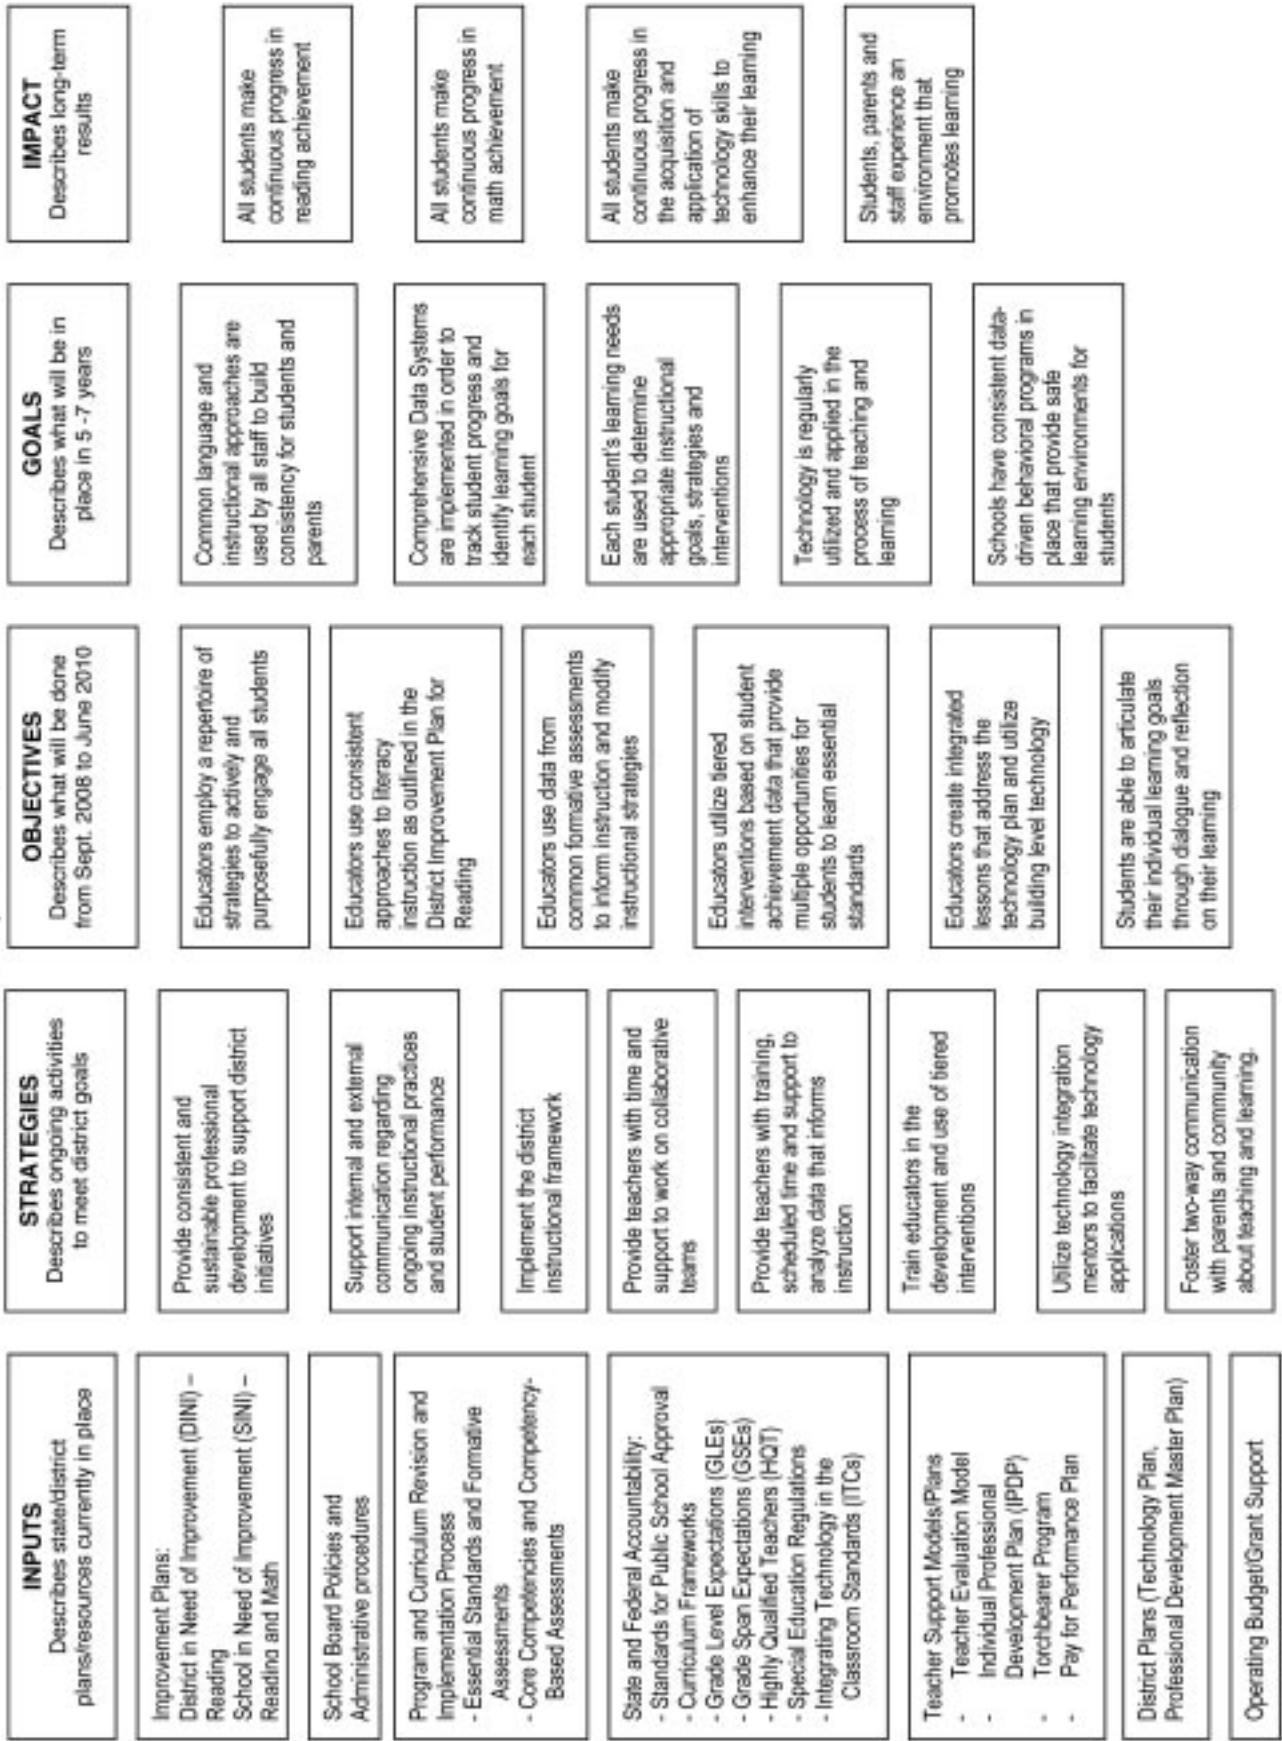 INPUTS
Describes state/district
plans/resources currently in place
Improvement Plans:
District in Need of Improvement (DINI) –
Reading
School in Need of Improvement (SINI) –
Reading and Math
School Board Policies and
Administrative procedures
Program and Curriculum Revision and
Implementation Process
- Essential Standards and Formative
Assessments
- Core Competencies and Competency-
Based Assessments
State and Federal Accountability:
- Standards for Public School Approval
- Curriculum Frameworks
- Grade Level Expectations (GLEs)
- Grade Span Expectations (GSEs)
- Highly Qualified Teachers (HQT)
- Special Education Regulations
- Integrating Technology in the
Classroom Standards (ITCs)
Teacher Support Models/Plans
- Teacher Evaluation Model
- Individual Professional
Development Plan (IPDP)
- Torchbearer Program
- Pay for Performance Plan
District Plans (Technology Plan,
Professional Development Master Plan)
Operating Budget/Grant Support
STRATEGIES
Describes ongoing activities
to meet district goals
Provide consistent and
sustainable professional
development to support district
initiatives
Support internal and external
communication regarding
ongoing instructional practices
and student performance
Implement the district
instructional framework
Provide teachers with time and
support to work on collaborative
teams
Provide teachers with training,
scheduled time and support to
analyze data that informs
instruction
Train educators in the
development and use of tiered
interventions
Utilize technology integration
mentors to facilitate technology
applications
Foster two-way communication
with parents and community
about teaching and learning.
OBJECTIVES
Describes what will be done
from Sept. 2008 to June 2010
Educators employ a repertoire of
strategies to actively and
purposefully engage all students
Educators use consistent
approaches to literacy
instruction as outlined in the
District Improvement Plan for
Reading
Educators use data from
common formative assessments
to inform instruction and modify
instructional strategies
Educators utilize tiered
interventions based on student
achievement data that provide
multiple opportunities for
students to learn essential
standards
Educators create integrated
lessons that address the
technology plan and utilize
building level technology
Students are able to articulate
their individual learning goals
through dialogue and reflection
on their learning
GOALS
Describes what will be in
place in 5 -7 years
Common language and
instructional approaches are
used by all staff to build
consistency for students and
parents
Comprehensive Data Systems
are implemented in order to
track student progress and
identify learning goals for
each student
Each student's learning needs
are used to determine
appropriate instructional
goals, strategies and
interventions
Technology is regularly
utilized and applied in the
process of teaching and
learning
Schools have consistent data-
driven behavioral programs in
place that provide safe
learning environments for
students
IMPACT
Describes long-term
results
All students make
continuous progress in
reading achievement
All students make
continuous progress in
math achievement
All students make
continuous progress in
the acquisition and
application of
technology skills to
enhance their learning
Students, parents and
staff experience an
environment that
promotes learning